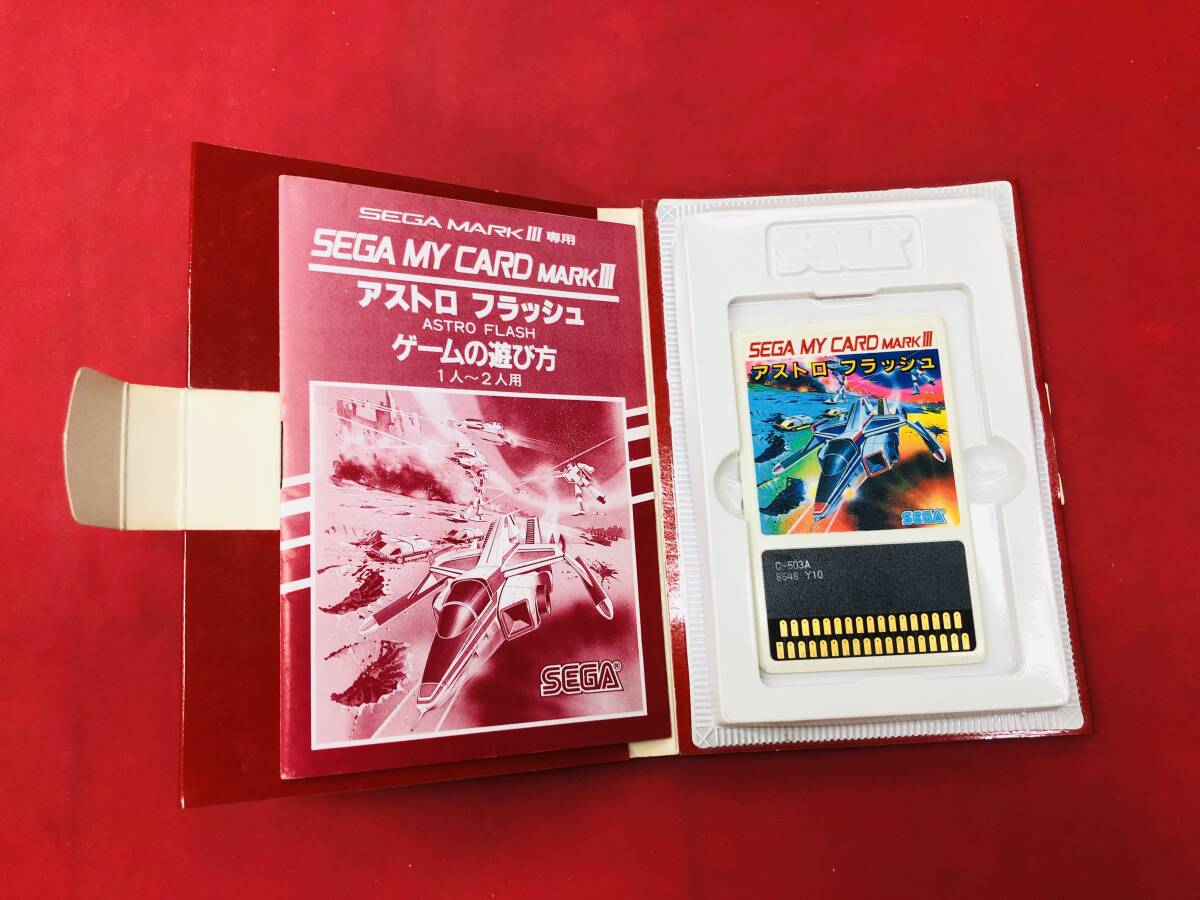 SEGA MARK III 専用
SEGA MY CARD MARK III
アストロ フラッシュ
ASTRO FLASH
ゲームの遊び方
1人〜2人用
SEGA®
SEGA
SEGA MY CARD MARK III
アストロ フラッシュ
SEGA
C-503A
8548 Y10